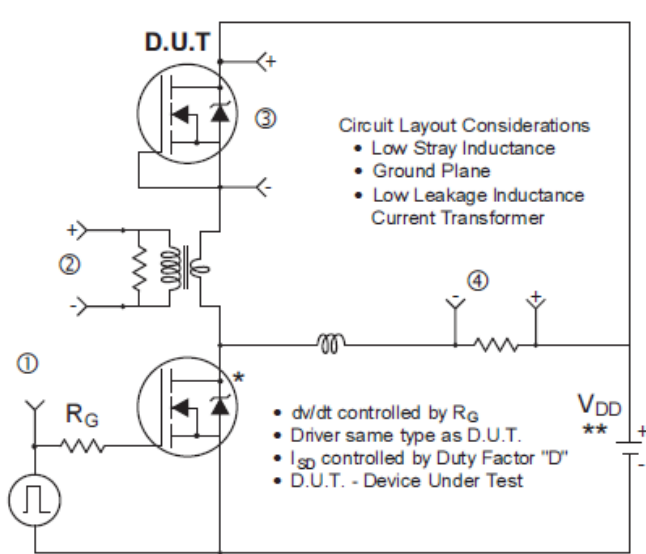 D.U.T
+
③
-
Circuit Layout Considerations
• Low Stray Inductance
• Ground Plane
• Low Leakage Inductance
Current Transformer
+
②
-
④
- +
①
*
RG
VDD
**
+
-
• dv/dt controlled by RG
• Driver same type as D.U.T.
• ISD controlled by Duty Factor "D"
• D.U.T. - Device Under Test